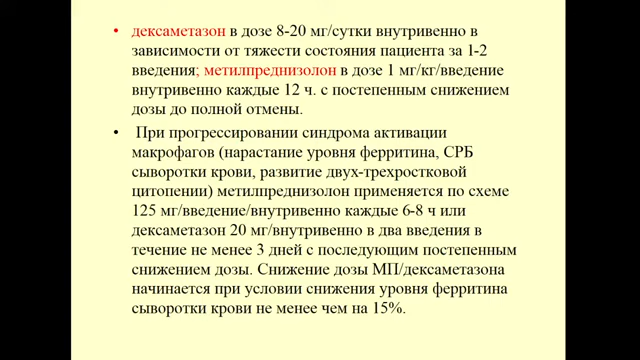 • дексаметазон в дозе 8-20 мг/сутки внутривенно в
зависимости от тяжести состояния пациента за 1-2
введения; метилпреднизолон в дозе 1 мг/кг/введение
внутривенно каждые 12 ч. с постепенным снижением
дозы до полной отмены.
• При прогрессировании синдрома активации
макрофагов (нарастание уровня ферритина, СРБ
сыворотки крови, развитие двух-трехростковой
цитопении) метилпреднизолон применяется по схеме
125 мг/введение/внутривенно каждые 6-8 ч или
дексаметазон 20 мг/внутривенно в два введения в
течение не менее 3 дней с последующим постепенным
снижением дозы. Снижение дозы МП/дексаметазона
начинается при условии снижения уровня ферритина
сыворотки крови не менее чем на 15%.